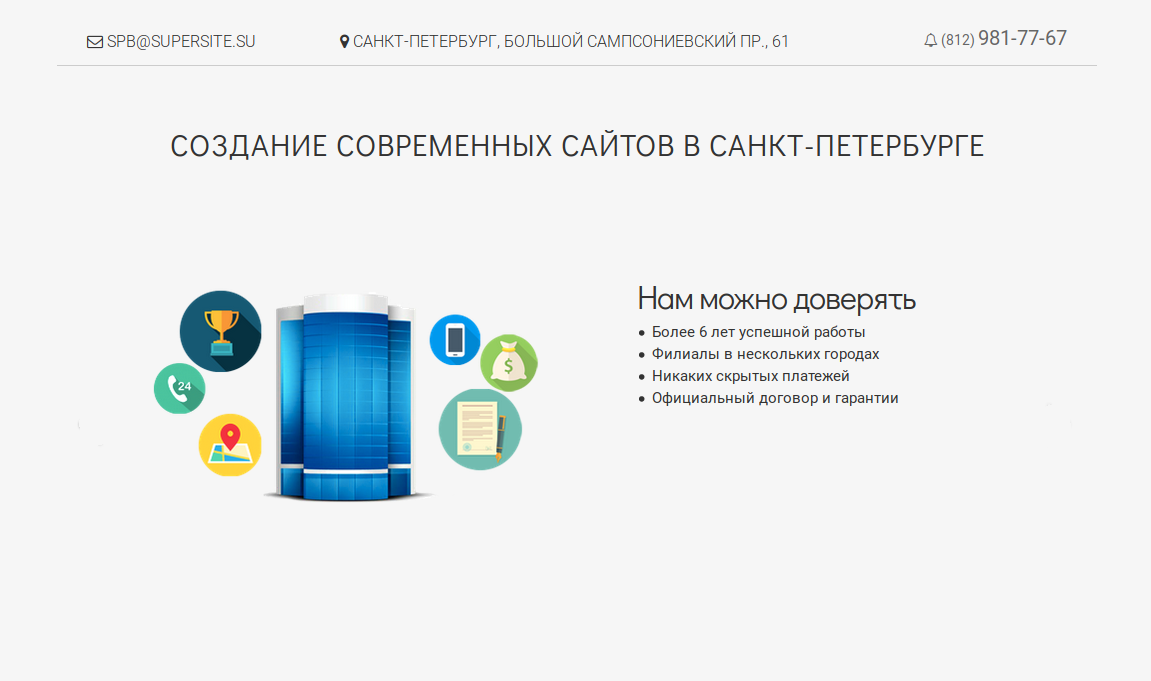 SPB@SUPERSITE.SU
САНКТ-ПЕТЕРБУРГ, БОЛЬШОЙ САМПСОНИЕВСКИЙ ПР., 61
(812) 981-77-67
СОЗДАНИЕ СОВРЕМЕННЫХ САЙТОВ В САНКТ-ПЕТЕРБУРГЕ
24
$
Нам можно доверять
• Более 6 лет успешной работы
• Филиалы в нескольких городах
• Никаких скрытых платежей
• Официальный договор и гарантии